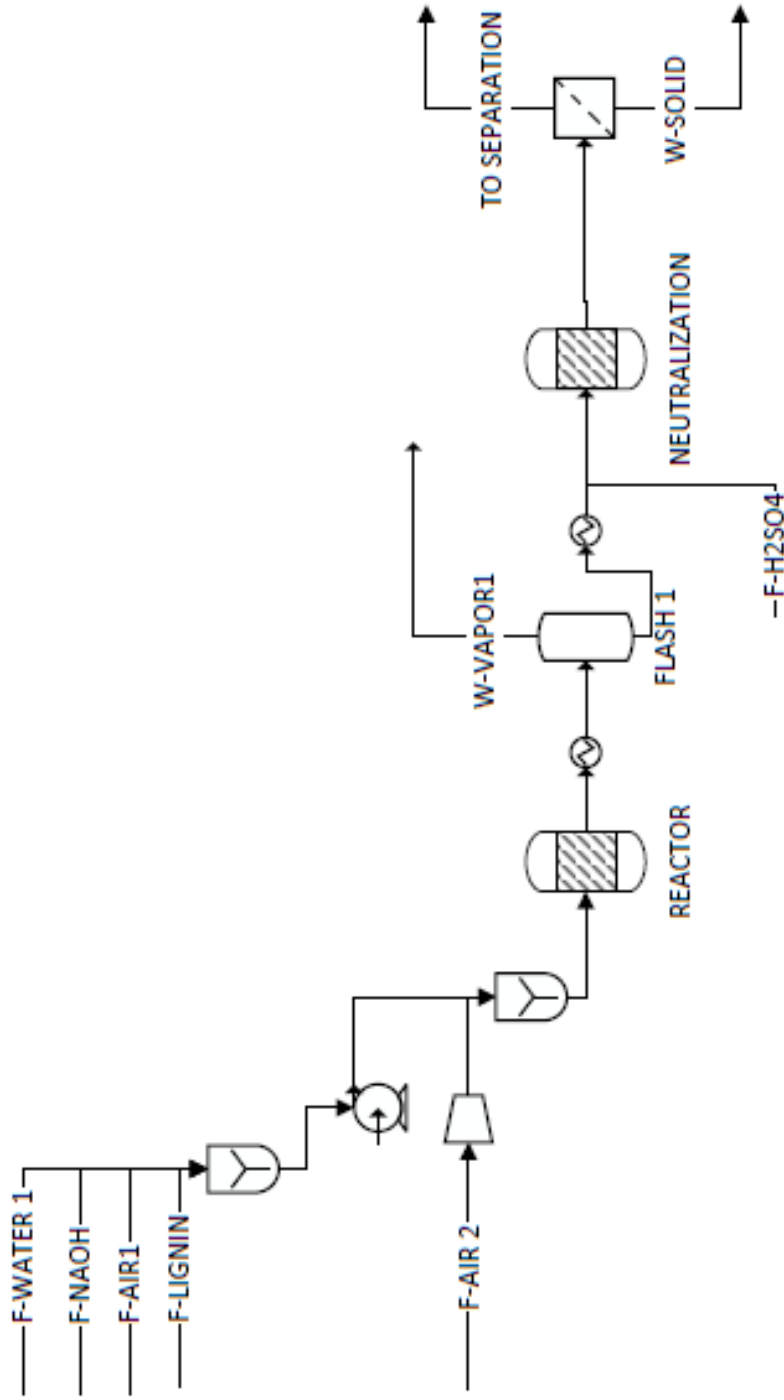 F-WATER 1
F-NAOH
F-AIR1
F-LIGNIN
F-AIR 2
REACTOR
W-VAPOR1
FLASH 1
F-H2SO4
NEUTRALIZATION
TO SEPARATION
W-SOLID